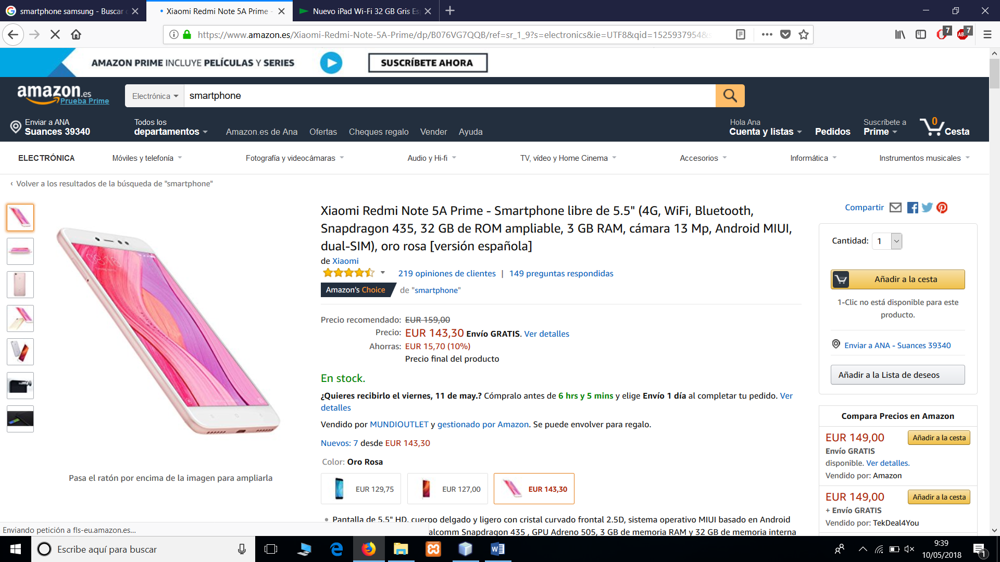 smartphone samsung - Buscar
Xiaomi Redmi Note 5A Prime -
Nuevo iPad Wi-Fi 32 GB Gris Es
https://www.amazon.es/Xiaomi-Redmi-Note-5A-Prime/dp/B076VG7QQB/ref=sr_1_9?s=electronics&ie=UTF8&qid=1525937954&s
7
ABP 7
AMAZON PRIME INCLUYE PELÍCULAS Y SERIES
SUSCRÍBETE AHORA
amazon.es
Prueba Prime
Electrónica
smartphone
Enviar a ANA
Suances 39340
Todos los
departamentos
Amazon.es de Ana
Ofertas
Cheques regalo
Vender
Ayuda
Hola Ana
Cuenta y listas
Pedidos
Suscríbete a
Prime
0
Cesta
ELECTRÓNICA
Móviles y telefonía
Fotografía y videocámaras
Audio y Hi-fi
TV, vídeo y Home Cinema
Accesorios
Informática
Instrumentos musicales
‹ Volver a los resultados de la búsqueda de "smartphone"
Xiaomi Redmi Note 5A Prime - Smartphone libre de 5.5" (4G, WiFi, Bluetooth,
Snapdragon 435, 32 GB de ROM ampliable, 3 GB RAM, cámara 13 Mp, Android MIUI,
dual-SIM), oro rosa [versión española]
de Xiaomi
219 opiniones de clientes | 149 preguntas respondidas
Amazon's Choice de "smartphone"
Precio recomendado: EUR 159,00
Precio: EUR 143,30 Envío GRATIS. Ver detalles
Ahorras: EUR 15,70 (10%)
Precio final del producto
En stock.
¿Quieres recibirlo el viernes, 11 de may.? Cómpralo antes de 6 hrs y 5 mins y elige Envío 1 día al completar tu pedido. Ver
detalles
Vendido por MUNDIOUTLET y gestionado por Amazon. Se puede envolver para regalo.
Nuevos: 7 desde EUR 143,30
Color: Oro Rosa
EUR 129,75
EUR 127,00
EUR 143,30
Pantalla de 5.5" HD, cuerpo delgado y ligero con cristal curvado frontal 2.5D, sistema operativo MIUI basado en Android
alcomm Snapdragon 435 , GPU Adreno 505, 3 GB de memoria RAM y 32 GB de memoria interna
Pasa el ratón por encima de la imagen para ampliarla
Compartir
Cantidad: 1
Añadir a la cesta
1-Clic no está disponible para este
producto.
Enviar a ANA - Suances 39340
Añadir a la Lista de deseos
Compara Precios en Amazon
EUR 149,00
Añadir a la cesta
Envío GRATIS
disponible. Ver detalles.
Vendido por: Amazon
EUR 149,00
Añadir a la cesta
+ Envío GRATIS
Vendido por: TekDeal4You
Enviando petición a fls-eu.amazon.es...
Escribe aquí para buscar
9:39
10/05/2018
1